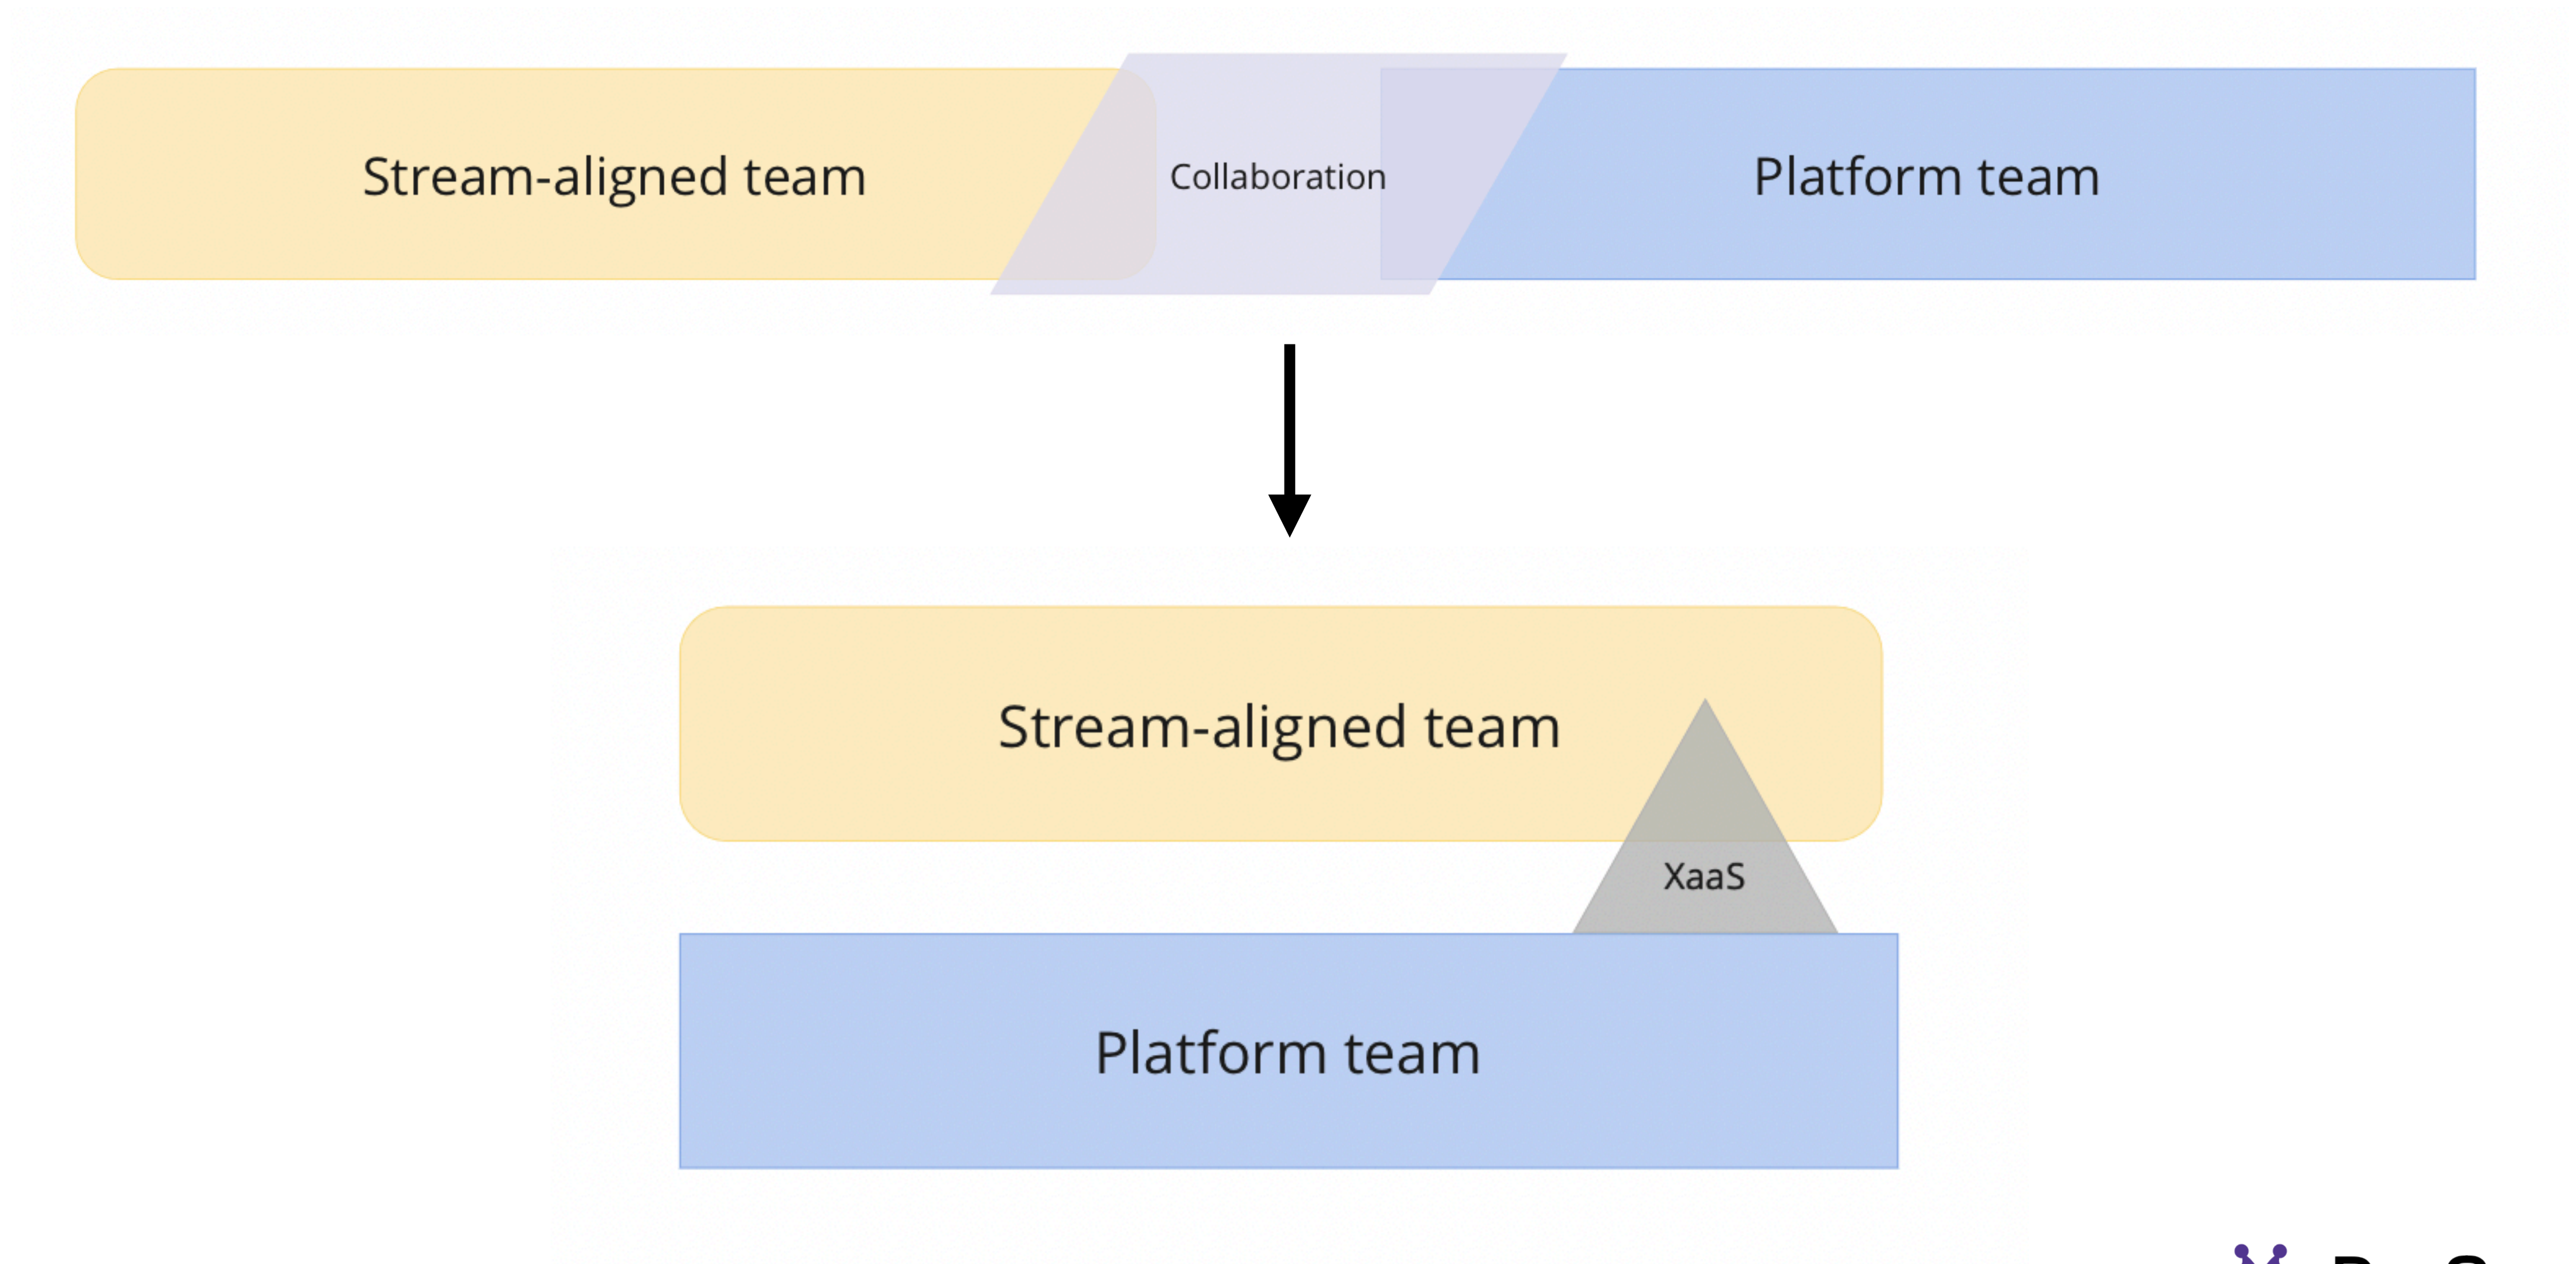 Stream-aligned team
Collaboration
Platform team
Stream-aligned team
XaaS
Platform team